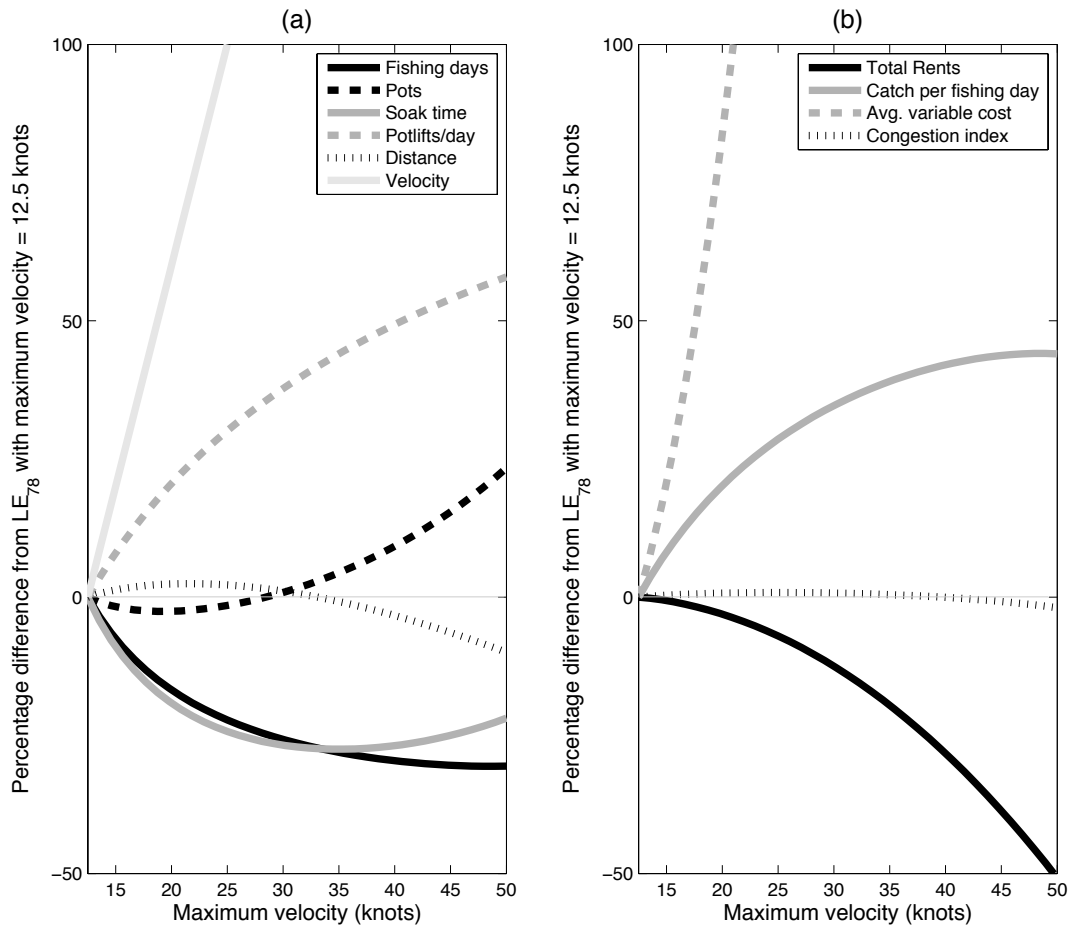 (a)
Percentage difference from LE78 with maximum velocity = 12.5 knots
100
50
0
−50
Fishing days
Pots
Soak time
Potlifts/day
Distance
Velocity
15 20 25 30 35 40 45 50
Maximum velocity (knots)
(b)
Percentage difference from LE78 with maximum velocity = 12.5 knots
100
50
0
−50
Total Rents
Catch per fishing day
Avg. variable cost
Congestion index
15 20 25 30 35 40 45 50
Maximum velocity (knots)